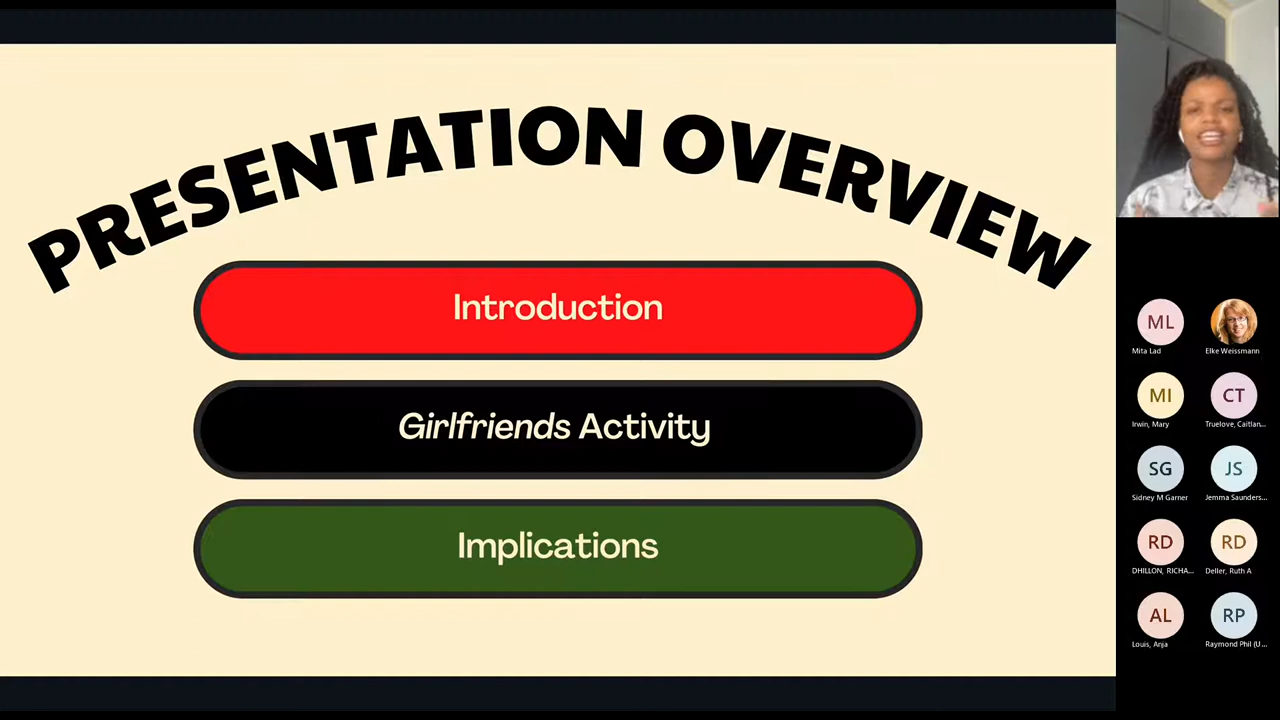 PRESENTATION OVERVIEW
Introduction
Girlfriends Activity
Implications
ML
Mita Lad
Elke Weissmann
MI
Irwin, Mary
CT
Truelove, Caitlan...
SG
Sidney M Garner
JS
Jemma Saunders...
RD
DHILLON, RICHA...
RD
Deller, Ruth A
AL
Louis, Anja
RP
Raymond Phil (U...